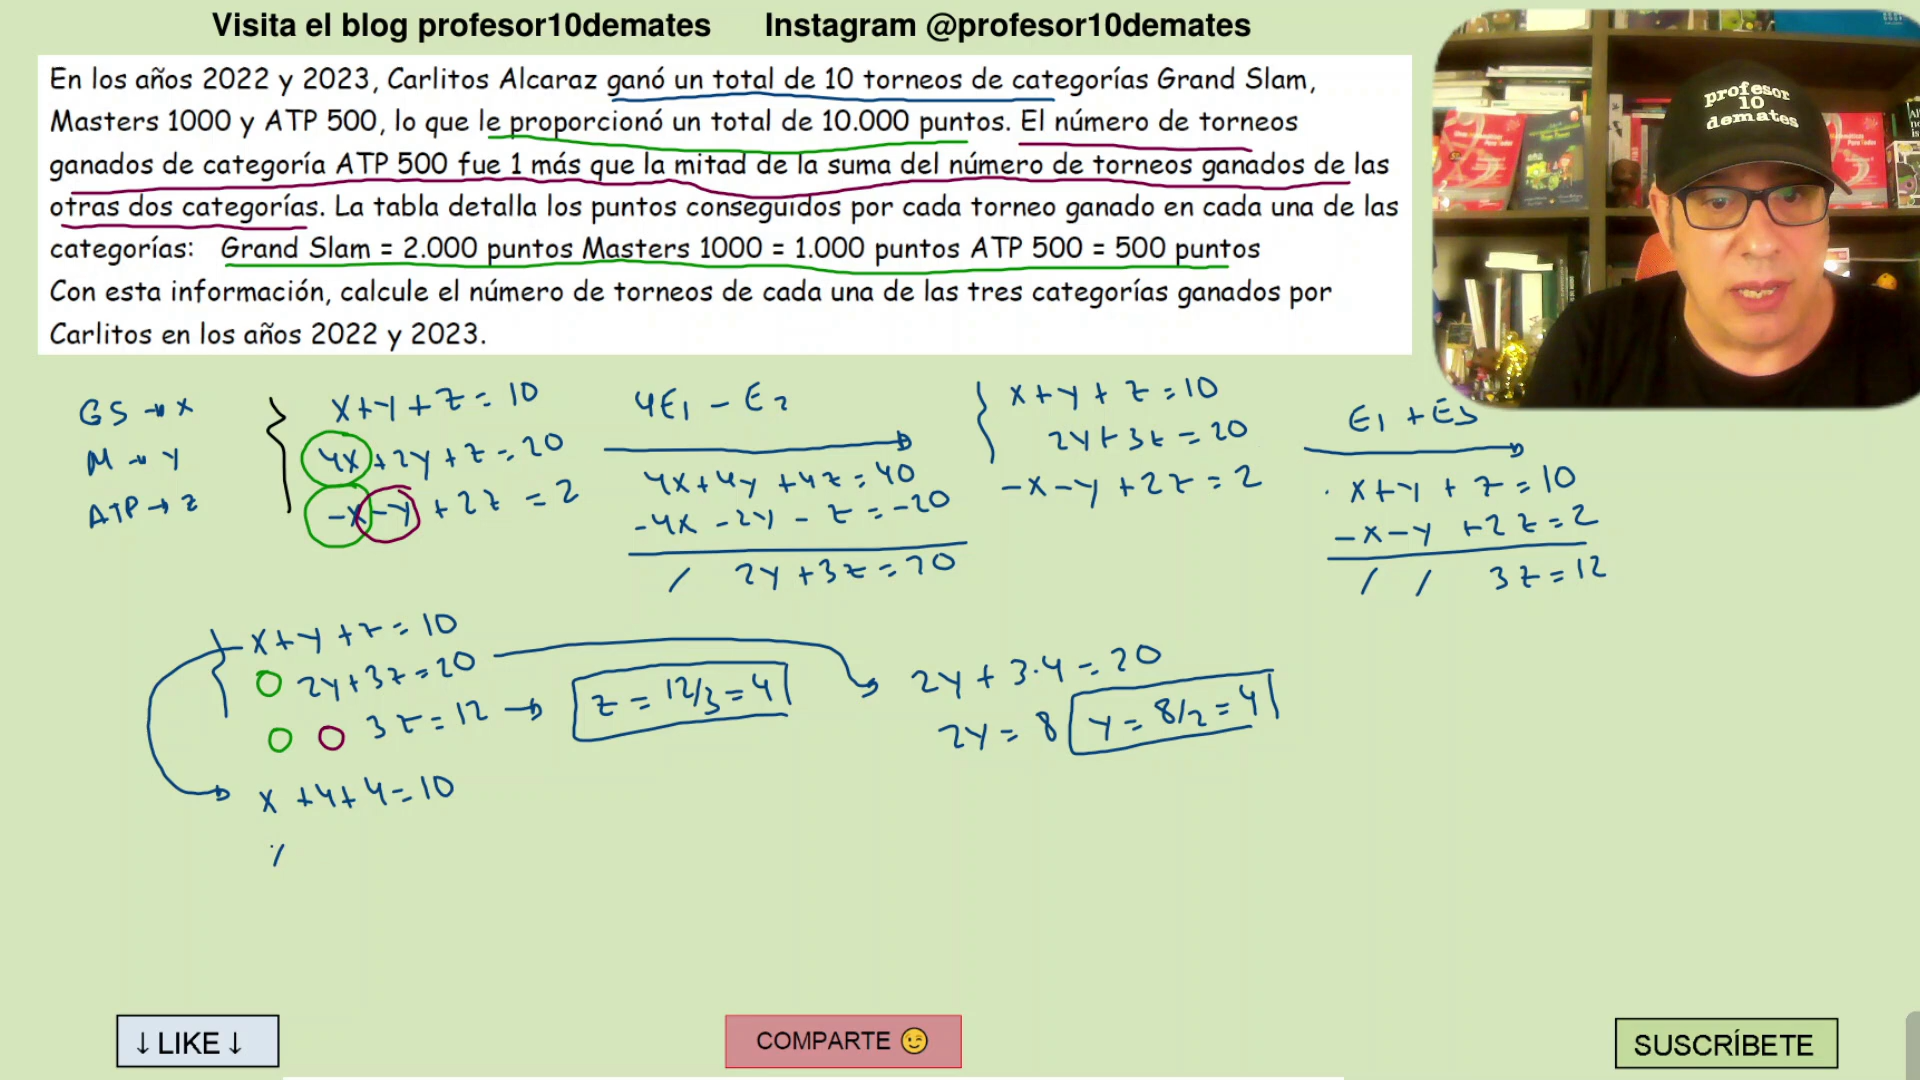 Visita el blog profesor10demates Instagram @profesor10demates
En los años 2022 y 2023, Carlitos Alcaraz ganó un total de 10 torneos de categorías Grand Slam,
Masters 1000 y ATP 500, lo que le proporcionó un total de 10.000 puntos. El número de torneos
ganados de categoría ATP 500 fue 1 más que la mitad de la suma del número de torneos ganados de las
otras dos categorías. La tabla detalla los puntos conseguidos por cada torneo ganado en cada una de las
categorías: Grand Slam = 2.000 puntos Masters 1000 = 1.000 puntos ATP 500 = 500 puntos
Con esta información, calcule el número de torneos de cada una de las tres categorías ganados por
Carlitos en los años 2022 y 2023.
profesor
10
demates
GS → x
M → y
ATP → z
x+y+z=10
4x+2y+z=20
-x-y+2z=2
4E1 - E2
4x+4y+4z=40
-4x-2y-z=-20
/ 2y+3z=20
x+y+z=10
2y+3z=20
-x-y+2z=2
E1+E3
x+y+z=10
-x-y+2z=2
/ / 3z=12
x+y+z=10
2y+3z=20
3z=12 → z=12/3=4
2y+3·4=20
2y=8 y=8/2=4
x+4+4=10
↓ LIKE ↓
COMPARTE 😉
SUSCRÍBETE